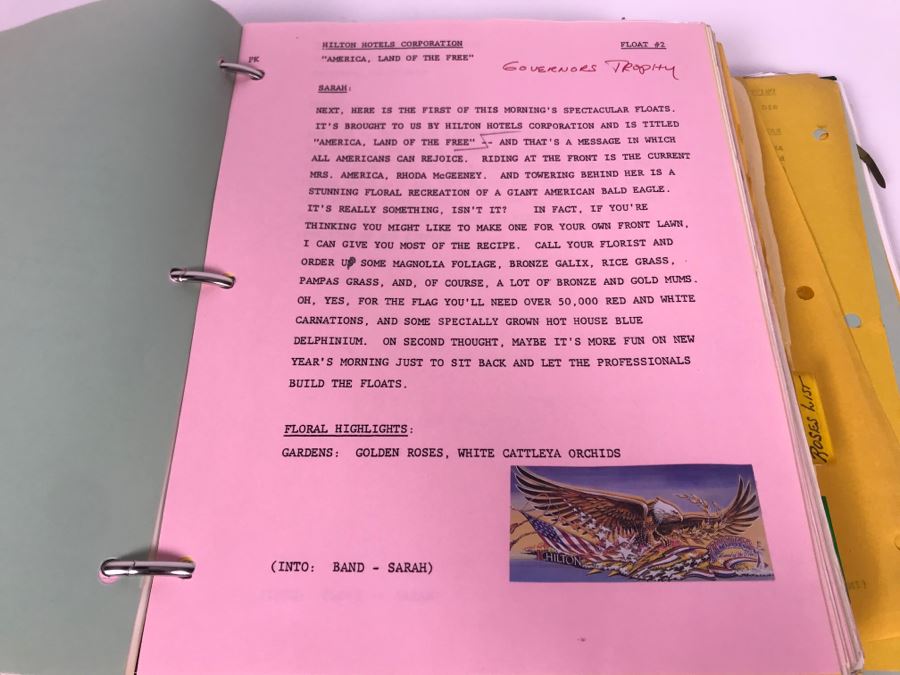 HILTON HOTELS CORPORATION FLOAT #2
PK "AMERICA, LAND OF THE FREE"
GOVERNORS TROPHY
SARAH:
NEXT, HERE IS THE FIRST OF THIS MORNING'S SPECTACULAR FLOATS.
IT'S BROUGHT TO US BY HILTON HOTELS CORPORATION AND IS TITLED
"AMERICA, LAND OF THE FREE" -- AND THAT'S A MESSAGE IN WHICH
ALL AMERICANS CAN REJOICE. RIDING AT THE FRONT IS THE CURRENT
MRS. AMERICA, RHODA McGEENEY. AND TOWERING BEHIND HER IS A
STUNNING FLORAL RECREATION OF A GIANT AMERICAN BALD EAGLE.
IT'S REALLY SOMETHING, ISN'T IT? IN FACT, IF YOU'RE
THINKING YOU MIGHT LIKE TO MAKE ONE FOR YOUR OWN FRONT LAWN,
I CAN GIVE YOU MOST OF THE RECIPE. CALL YOUR FLORIST AND
ORDER UP SOME MAGNOLIA FOLIAGE, BRONZE GALIX, RICE GRASS,
PAMPAS GRASS, AND, OF COURSE, A LOT OF BRONZE AND GOLD MUMS.
OH, YES, FOR THE FLAG YOU'LL NEED OVER 50,000 RED AND WHITE
CARNATIONS, AND SOME SPECIALLY GROWN HOT HOUSE BLUE
DELPHINIUM. ON SECOND THOUGHT, MAYBE IT'S MORE FUN ON NEW
YEAR'S MORNING JUST TO SIT BACK AND LET THE PROFESSIONALS
BUILD THE FLOATS.
FLORAL HIGHLIGHTS:
GARDENS: GOLDEN ROSES, WHITE CATTLEYA ORCHIDS
HILTON
(INTO: BAND - SARAH)
ROSES LIST